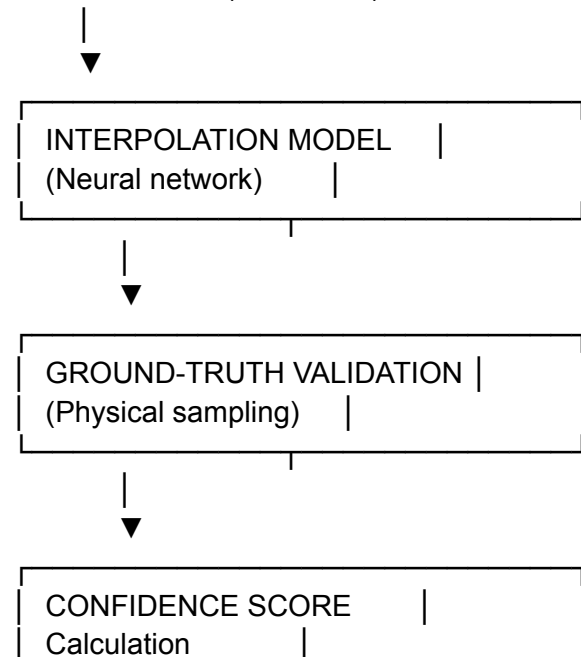 INTERPOLATION MODEL
(Neural network)
GROUND-TRUTH VALIDATION
(Physical sampling)
CONFIDENCE SCORE
Calculation